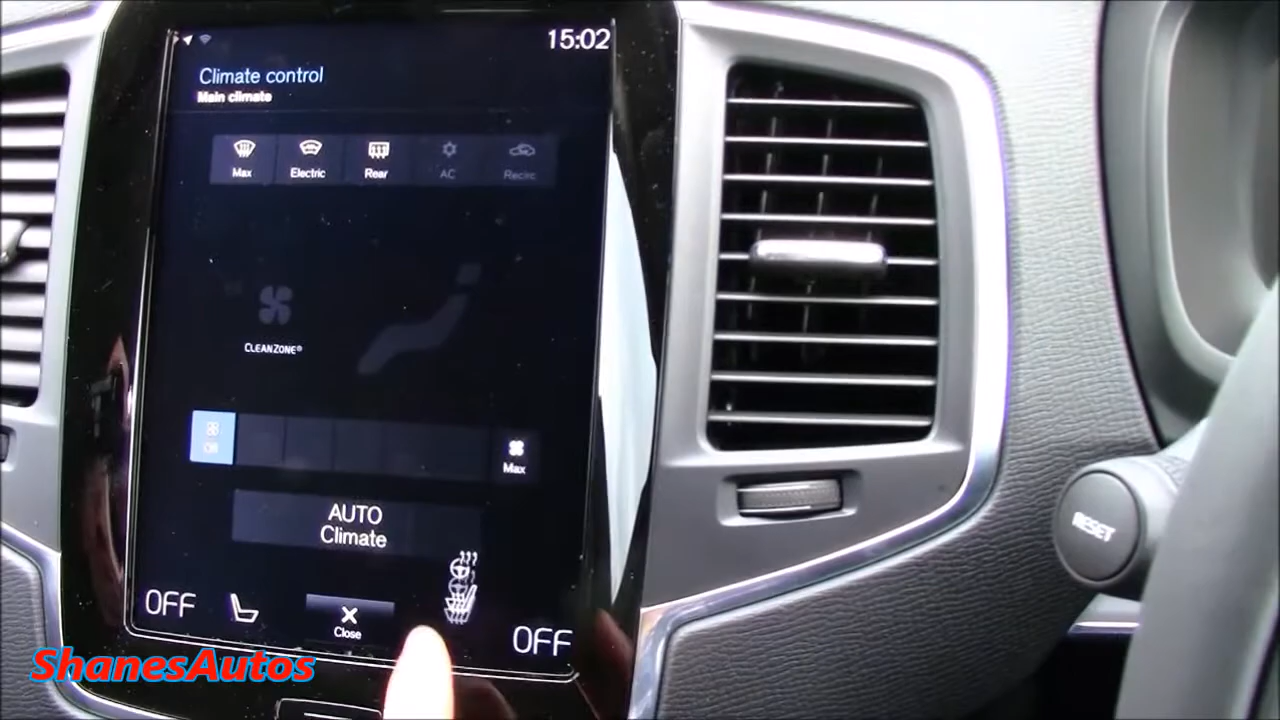 15:02
Climate control
Main climate
Max
Electric
Rear
AC
Recirc
CLEANZONE®
Off
Max
AUTO
Climate
OFF
Close
OFF
RESET
ShanesAutos